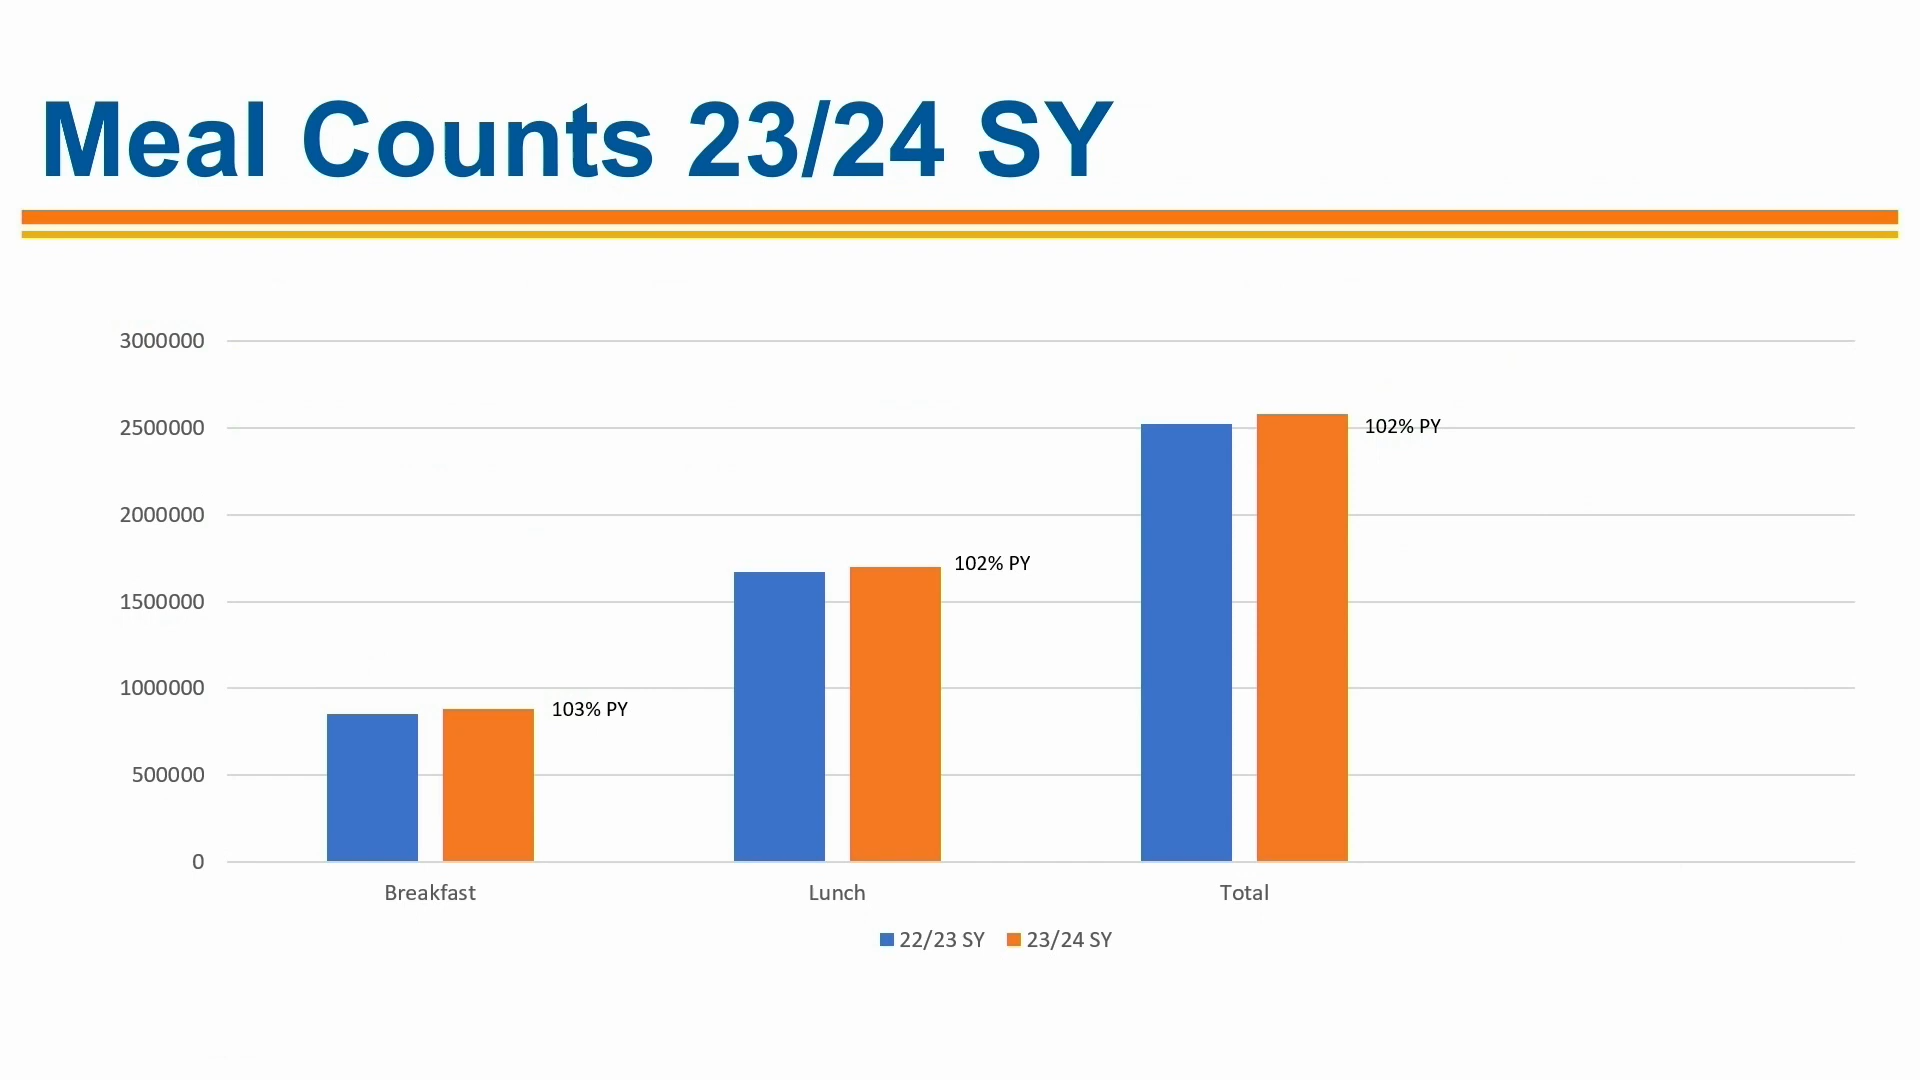 Meal Counts 23/24 SY
3000000
2500000
2000000
1500000
1000000
500000
0
102% PY
102% PY
103% PY
Breakfast
Lunch
Total
22/23 SY
23/24 SY